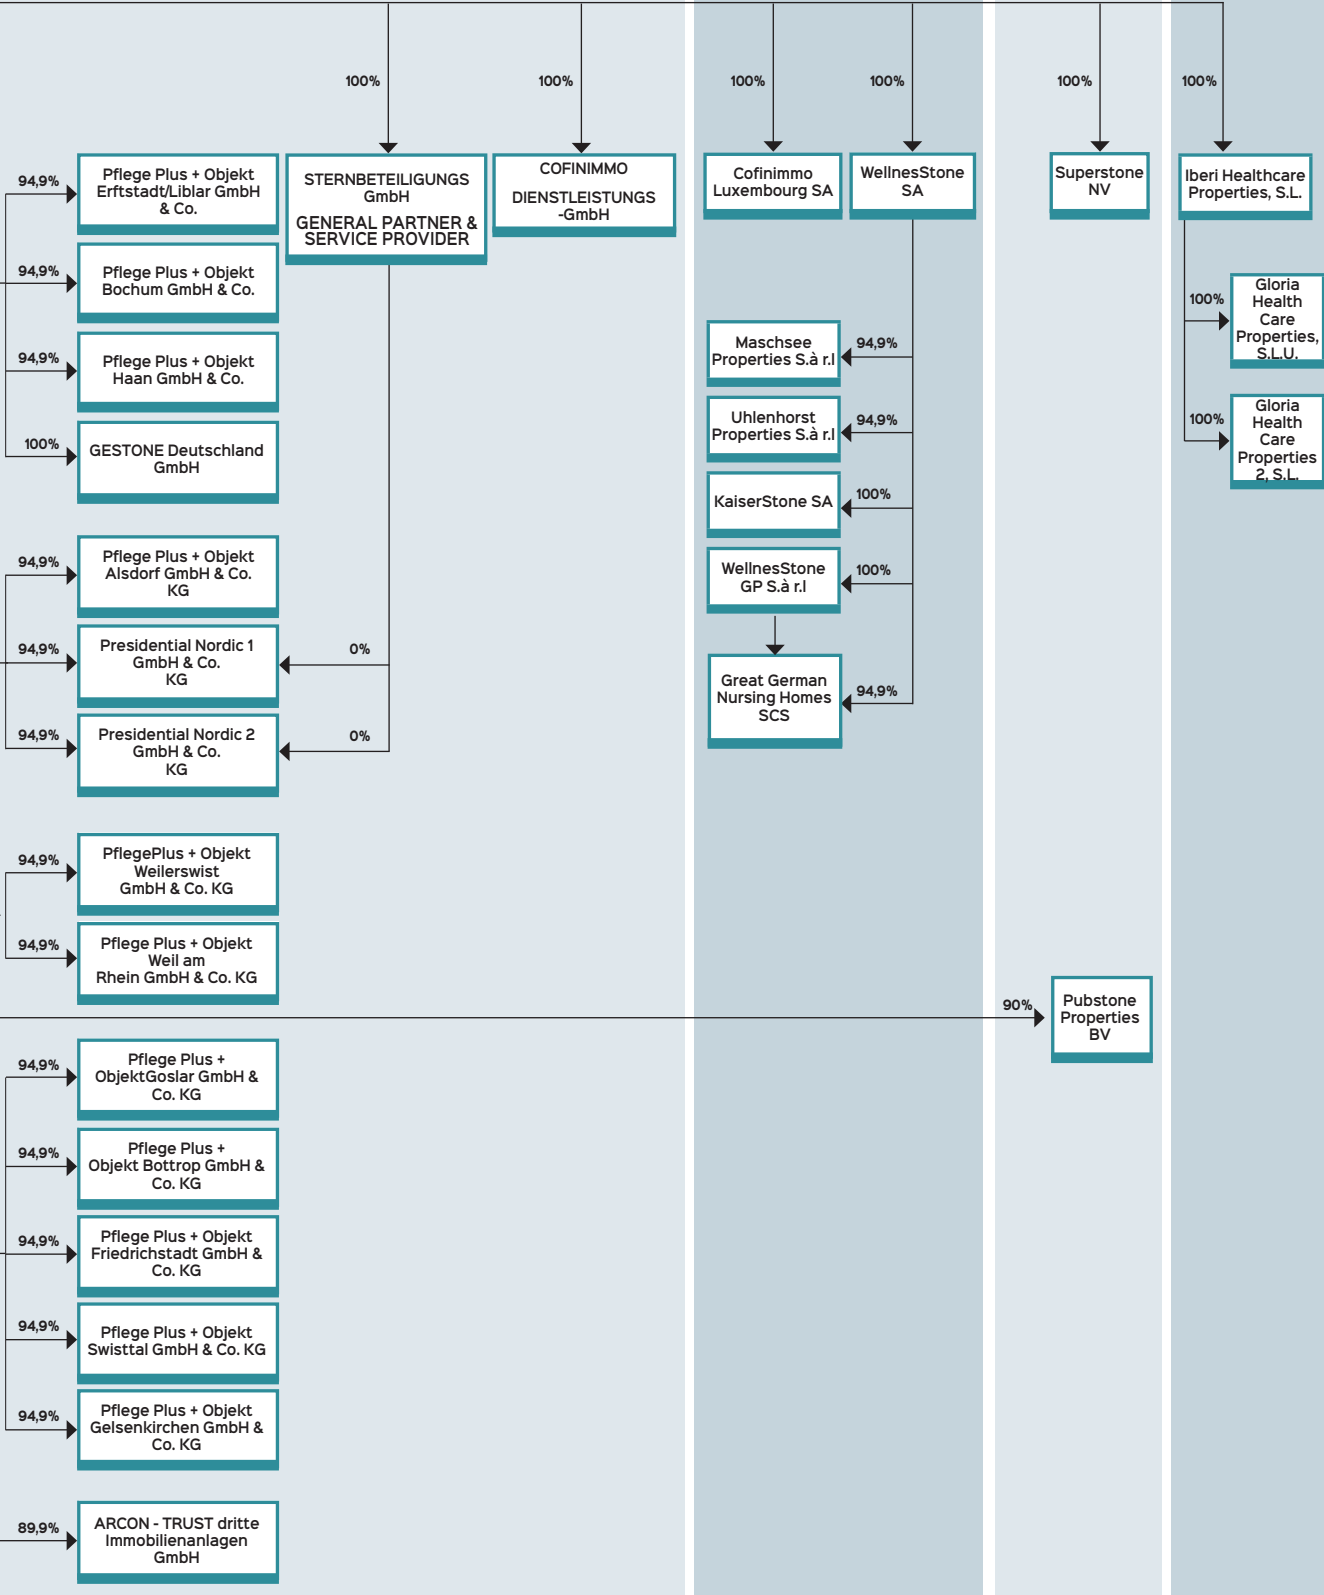 100%
100%
100%
100%
100%
100%
94,9%
Pflege Plus + Objekt
Erftstadt/Liblar GmbH
& Co.
STERNBETEILIGUNGS
GmbH
GENERAL PARTNER &
SERVICE PROVIDER
COFINIMMO
DIENSTLEISTUNGS
-GmbH
Cofinimmo
Luxembourg SA
WellnesStone
SA
Superstone
NV
Iberi Healthcare
Properties, S.L.
94,9%
Pflege Plus + Objekt
Bochum GmbH & Co.
100%
Gloria
Health
Care
Properties,
S.L.U.
94,9%
Pflege Plus + Objekt
Haan GmbH & Co.
Maschsee
Properties S.à r.l
94,9%
100%
GESTONE Deutschland
GmbH
Uhlenhorst
Properties S.à r.l
94,9%
100%
Gloria
Health
Care
Properties
2, S.L.
KaiserStone SA
100%
94,9%
Pflege Plus + Objekt
Alsdorf GmbH & Co.
KG
WellnesStone
GP S.à r.l
100%
94,9%
Presidential Nordic 1
GmbH & Co.
KG
0%
Great German
Nursing Homes
SCS
94,9%
94,9%
Presidential Nordic 2
GmbH & Co.
KG
0%
94,9%
PflegePlus + Objekt
Weilerswist
GmbH & Co. KG
94,9%
Pflege Plus + Objekt
Weil am
Rhein GmbH & Co. KG
90%
Pubstone
Properties
BV
94,9%
Pflege Plus +
ObjektGoslar GmbH &
Co. KG
94,9%
Pflege Plus +
Objekt Bottrop GmbH &
Co. KG
94,9%
Pflege Plus + Objekt
Friedrichstadt GmbH &
Co. KG
94,9%
Pflege Plus + Objekt
Swisttal GmbH & Co. KG
94,9%
Pflege Plus + Objekt
Gelsenkirchen GmbH &
Co. KG
89,9%
ARCON - TRUST dritte
Immobilienanlagen
GmbH